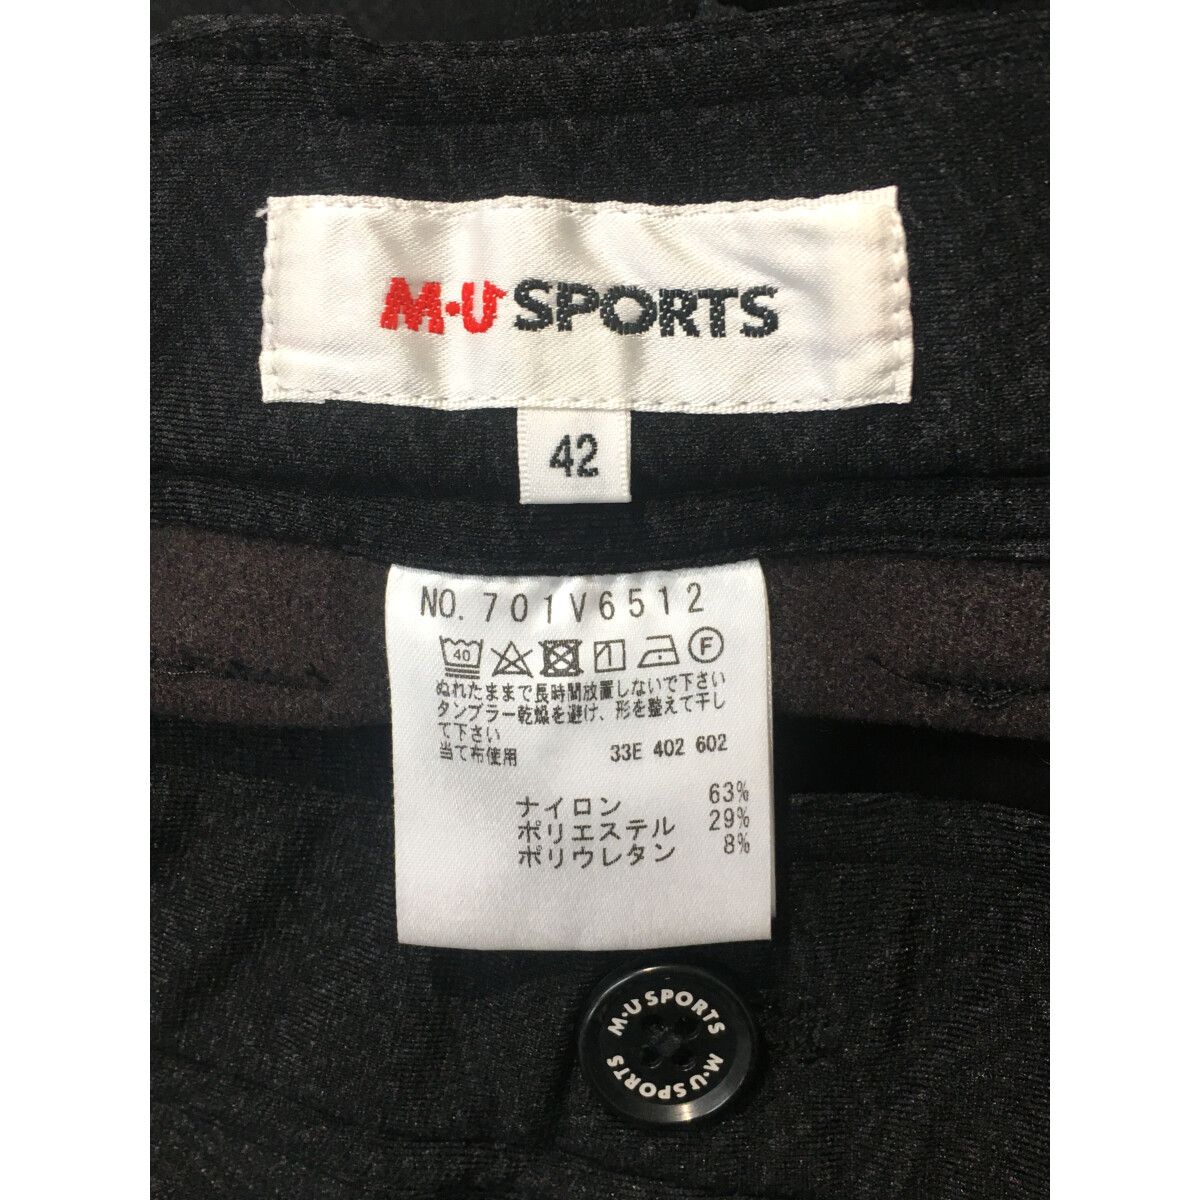 M·U SPORTS
42
NO. 701V6512
40
F
ぬれたままで長時間放置しないで下さい
タンブラー乾燥を避け、形を整えて干し
て下さい
当て布使用 33E 402 602
ナイロン 63%
ポリエステル 29%
ポリウレタン 8%
M·U SPORTS
M·U SPORTS